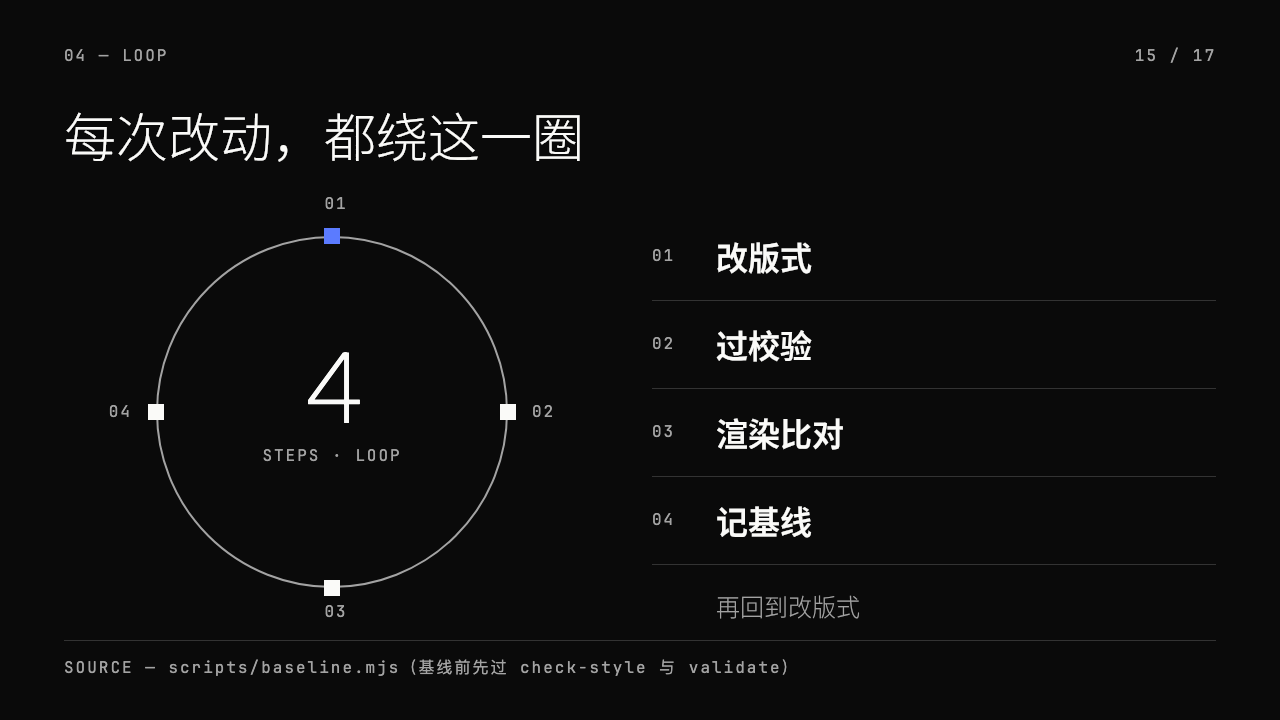 04 — LOOP
15 / 17
每次改动，都绕这一圈
01
02
03
04
4
STEPS · LOOP
01 改版式
02 过校验
03 渲染比对
04 记基线
再回到改版式
SOURCE — scripts/baseline.mjs（基线前先过 check-style 与 validate）